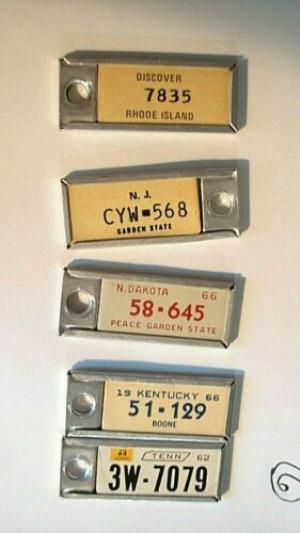 DISCOVER
7835
RHODE ISLAND
N. J.
CYW-568
GARDEN STATE
N.DAKOTA 66
58-645
PEACE GARDEN STATE
19 KENTUCKY 66
51-129
BOONE
TENN 62
3W-7079
6